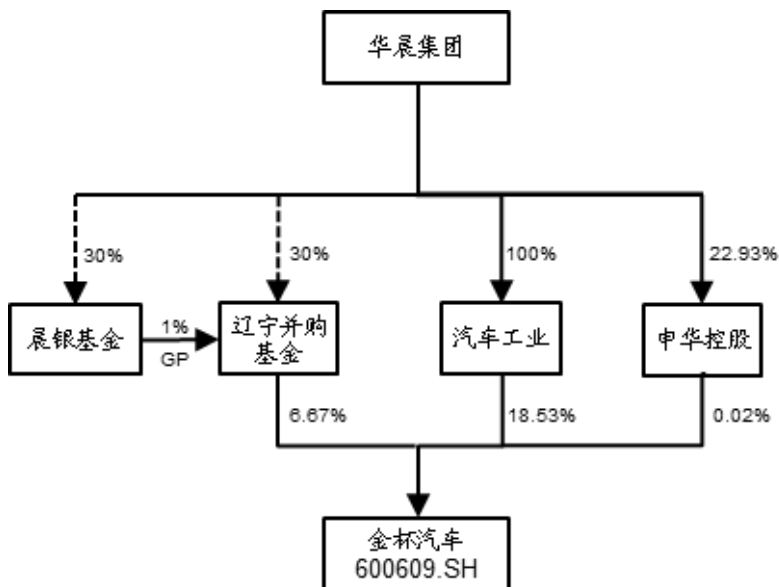 华晨集团
30%
30%
100%
22.93%
晨银基金
1%
GP
辽宁并购
基金
汽车工业
申华控股
6.67%
18.53%
0.02%
金杯汽车
600609.SH